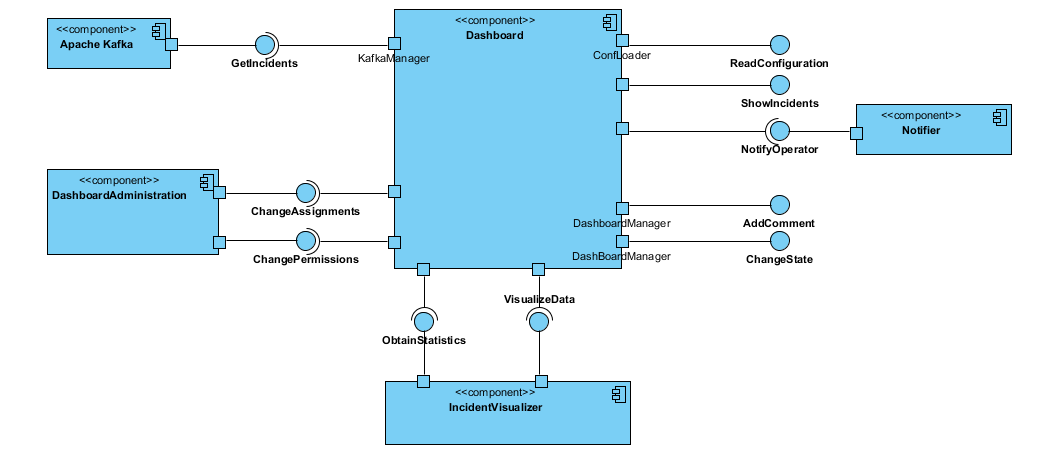 <<component>>
Apache Kafka
GetIncidents
KafkaManager
<<component>>
Dashboard
ConfLoader
ReadConfiguration
ShowIncidents
NotifyOperator
<<component>>
Notifier
<<component>>
DashboardAdministration
ChangeAssignments
ChangePermissions
DashboardManager
AddComment
DashBoardManager
ChangeState
VisualizeData
ObtainStatistics
<<component>>
IncidentVisualizer